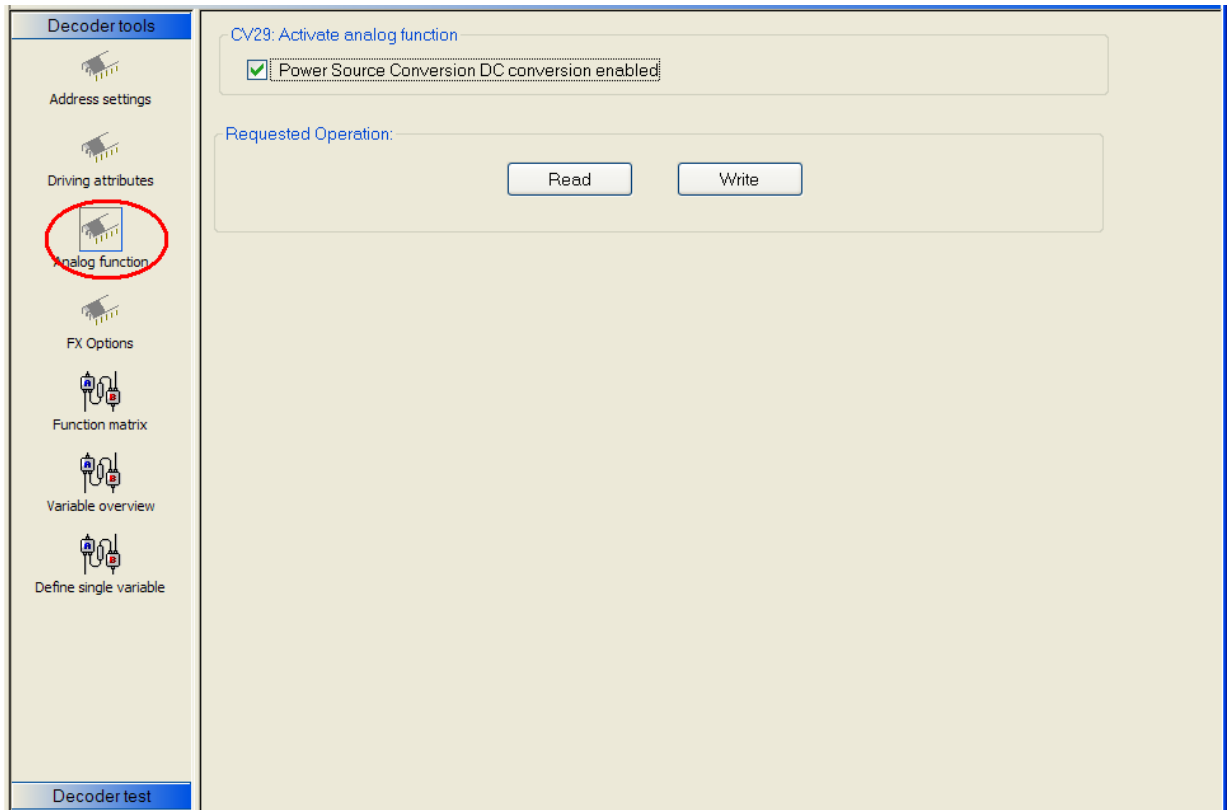 Decoder tools
Address settings
Driving attributes
Analog function
FX Options
Function matrix
Variable overview
Define single variable
Decoder test
CV29: Activate analog function
Power Source Conversion DC conversion enabled
Requested Operation:
Read
Write